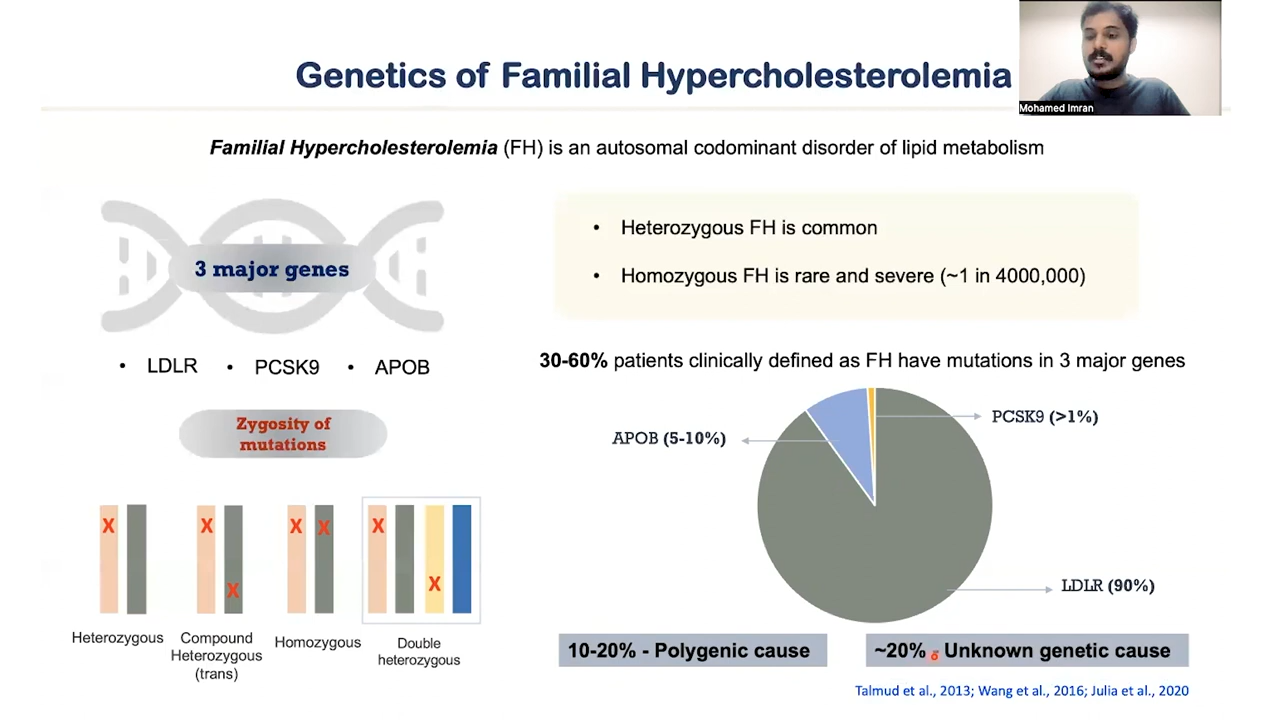 Genetics of Familial Hypercholesterolemia
Mohamed Imran
Familial Hypercholesterolemia (FH) is an autosomal codominant disorder of lipid metabolism
3 major genes
• LDLR • PCSK9 • APOB
Zygosity of
mutations
X X X X X X X
Heterozygous
Compound
Heterozygous
(trans)
Homozygous
Double
heterozygous
• Heterozygous FH is common
• Homozygous FH is rare and severe (~1 in 4000,000)
30-60% patients clinically defined as FH have mutations in 3 major genes
PCSK9 (>1%)
APOB (5-10%)
LDLR (90%)
10-20% - Polygenic cause
~20% - Unknown genetic cause
Talmud et al., 2013; Wang et al., 2016; Julia et al., 2020